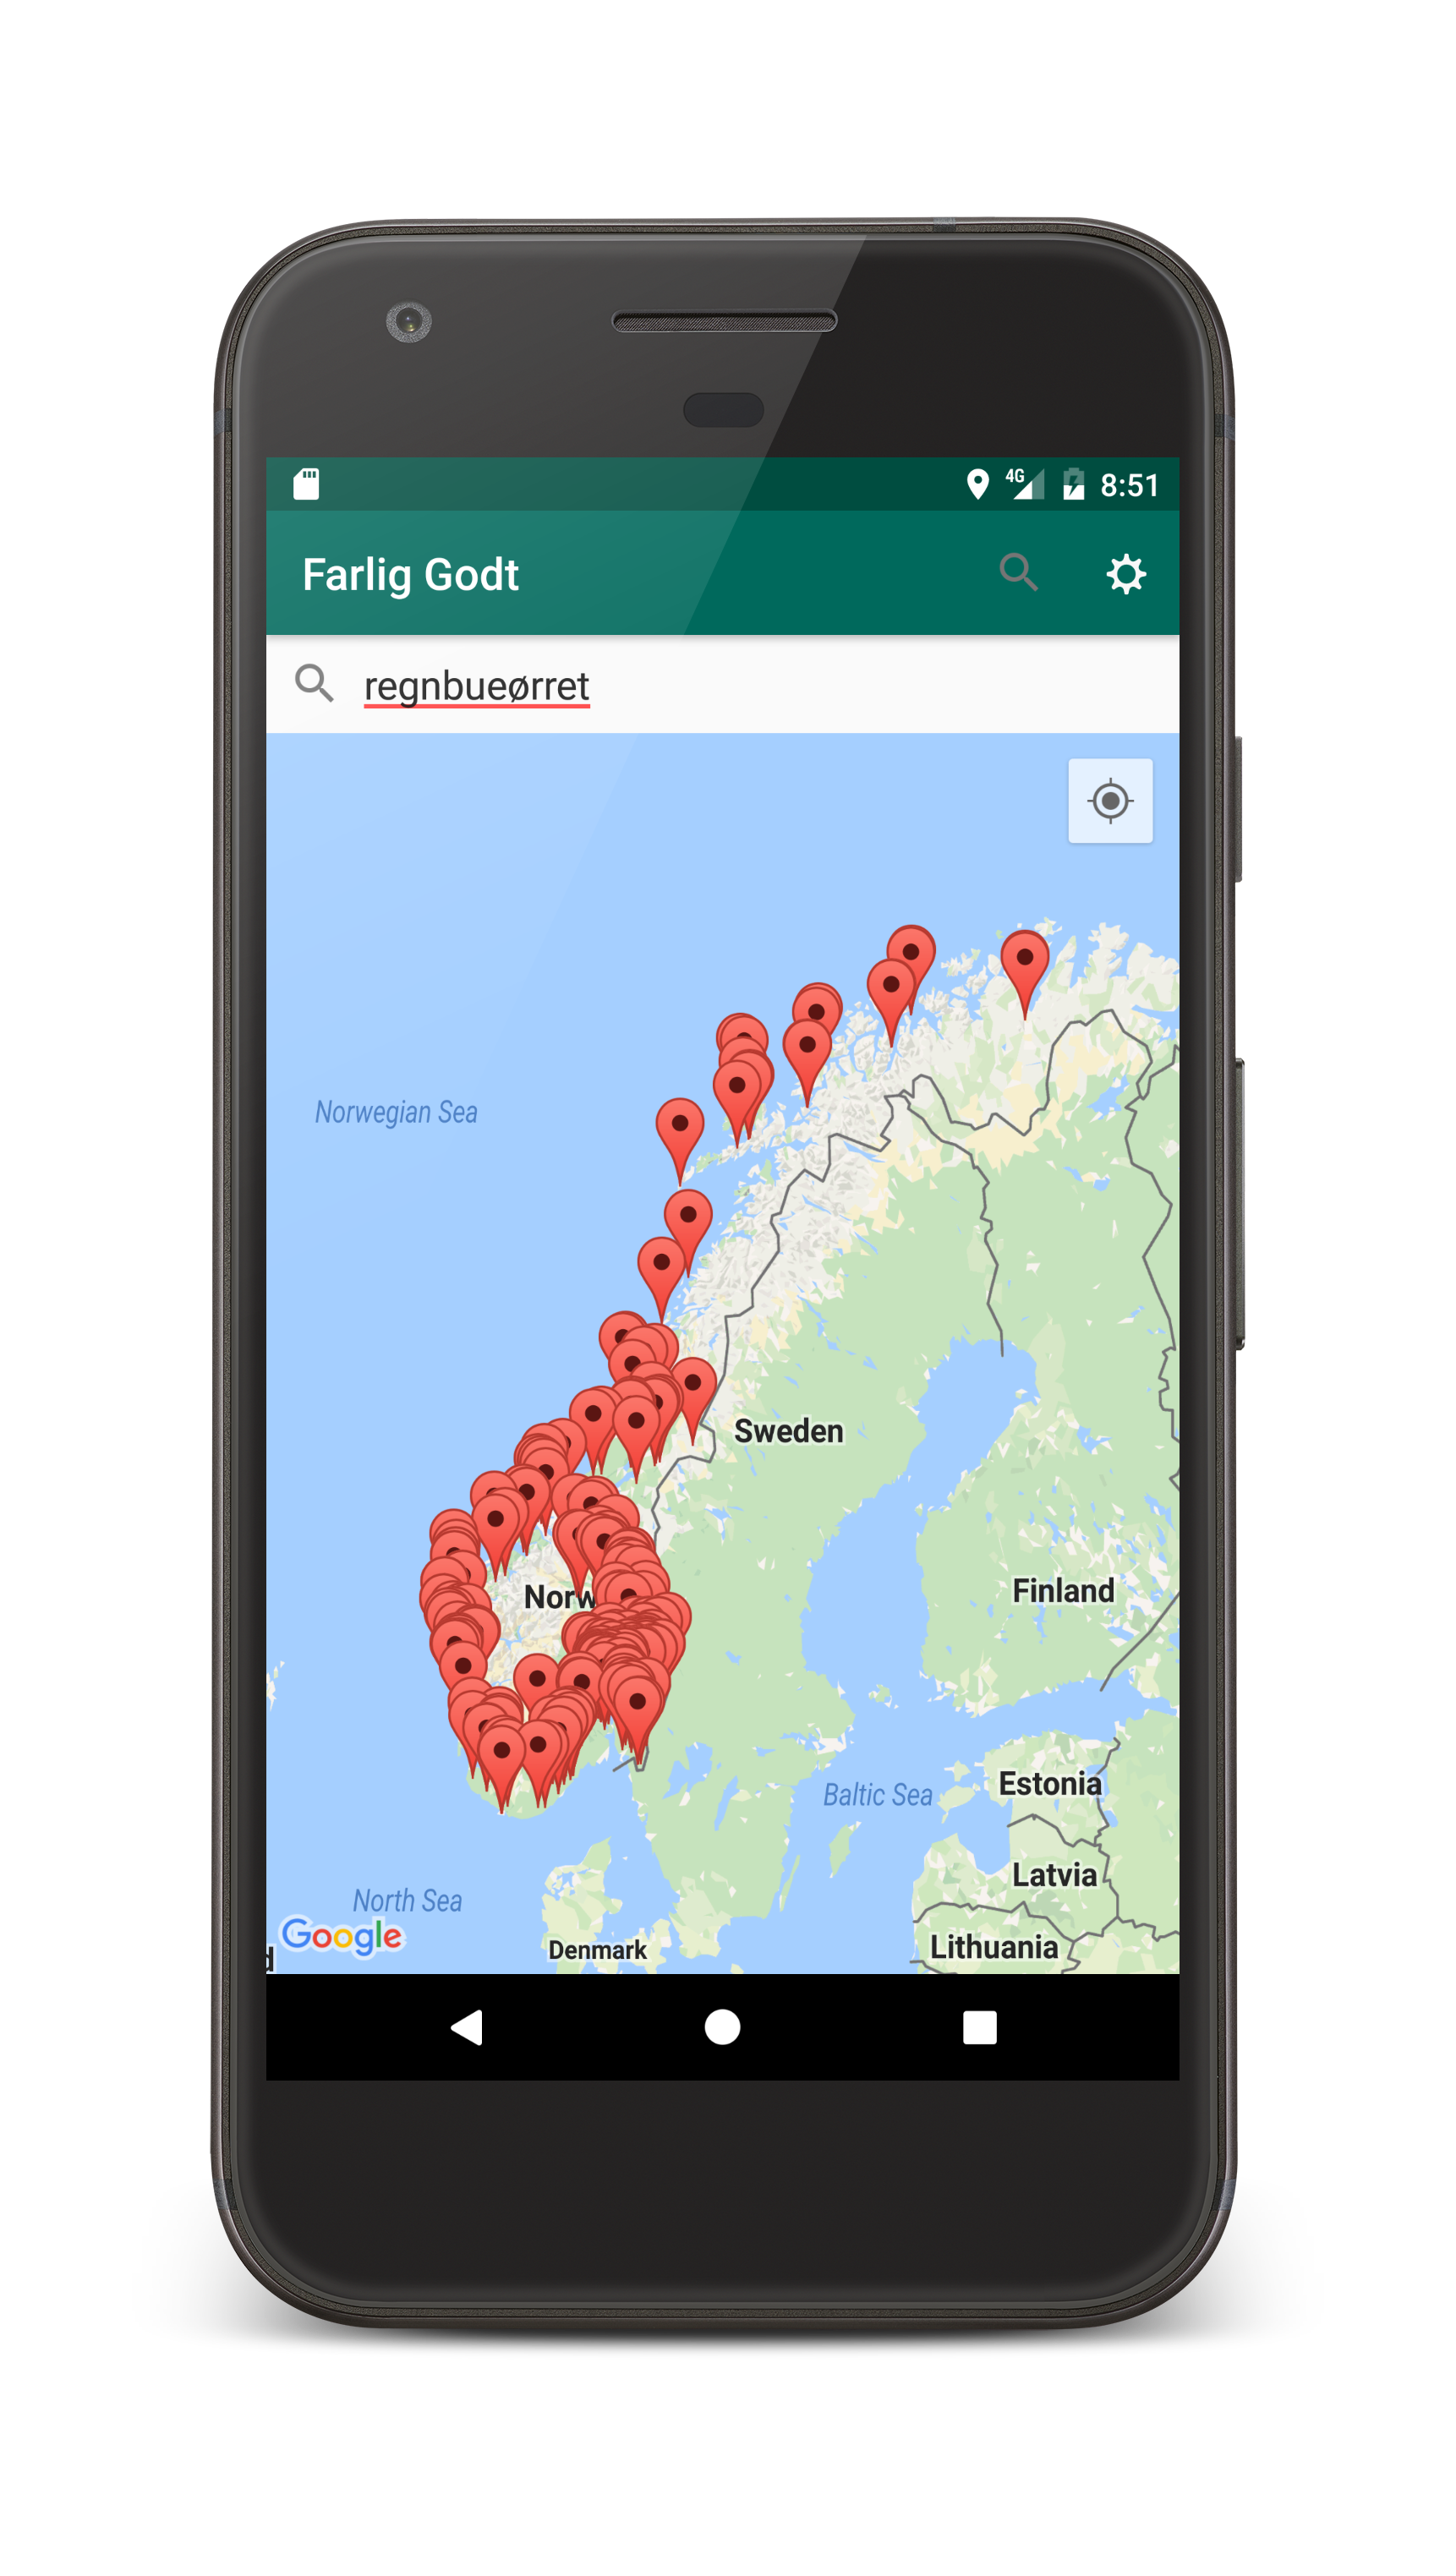 4G 8:51
Farlig Godt
regnbueørret
Norwegian Sea
Sweden
Finland
Norw
Baltic Sea
Estonia
Latvia
North Sea
Google
Denmark
Lithuania
d